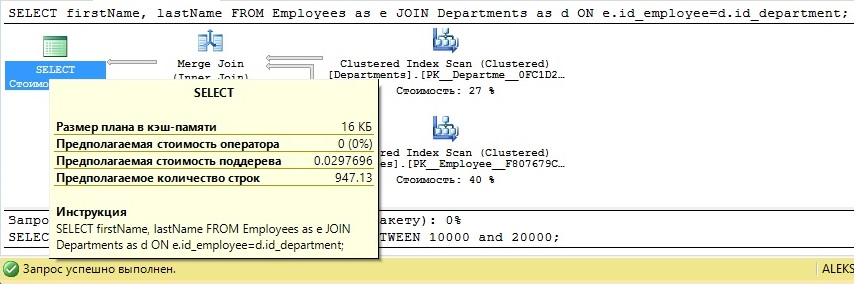 SELECT firstName, lastName FROM Employees as e JOIN Departments as d ON e.id_employee=d.id_department;
SELECT
Стоимо
Merge Join
(Inner Join)
Clustered Index Scan (Clustered)
[Departments].[PK__Departme__0FC1D2…
Стоимость: 27 %
SELECT
Размер плана в кэш-памяти 16 КБ
Предполагаемая стоимость оператора 0 (0%)
Предполагаемая стоимость поддерева 0.0297696
Предполагаемое количество строк 947.13
Инструкция
SELECT firstName, lastName FROM Employees as e JOIN
Departments as d ON e.id_employee=d.id_department;
Index Scan (Clustered)
es].[PK__Employee__F807679C…
Стоимость: 40 %
Запро акету): 0%
SELEC TWEEN 10000 and 20000;
Запрос успешно выполнен.
ALEKS